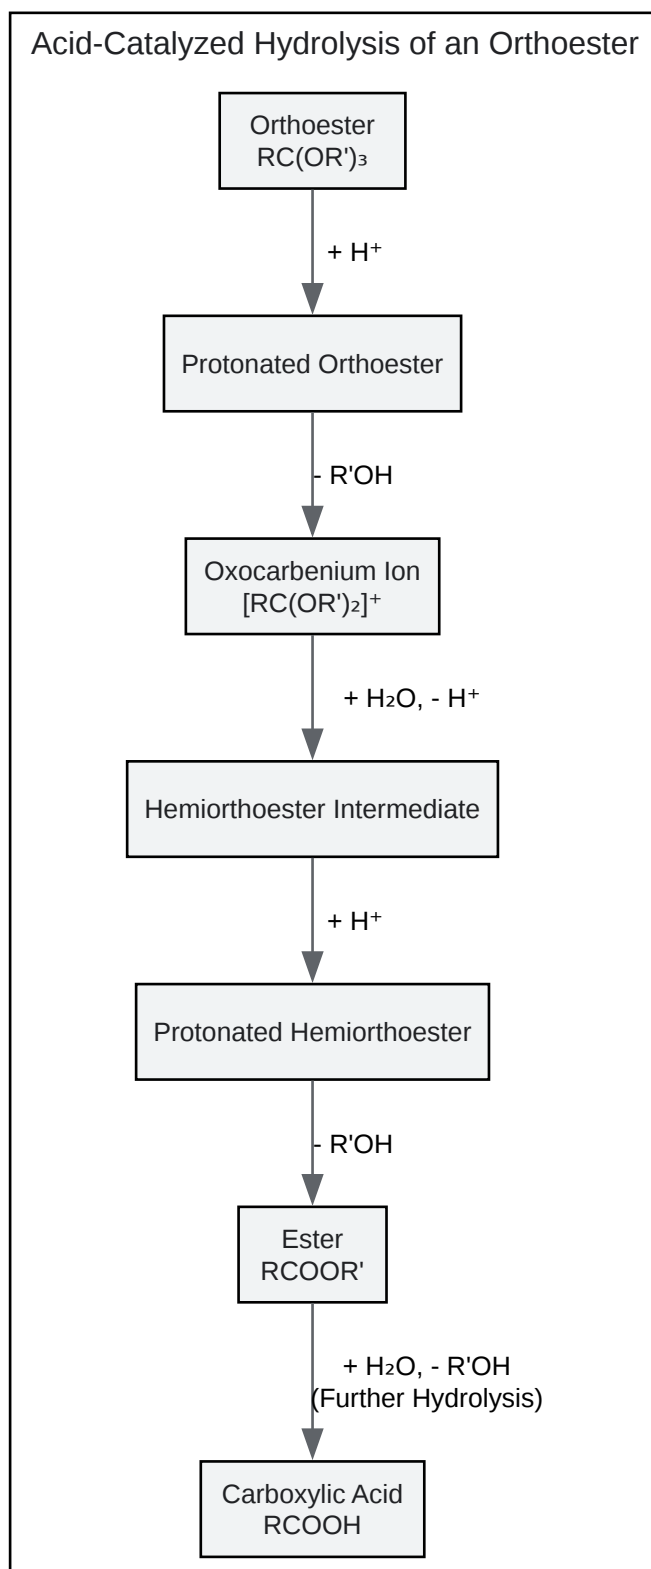 Acid-Catalyzed Hydrolysis of an Orthoester
Orthoester
RC(OR')₃
+ H⁺
Protonated Orthoester
- R'OH
Oxocarbenium Ion
[RC(OR')₂]⁺
+ H₂O, - H⁺
Hemiorthoester Intermediate
+ H⁺
Protonated Hemiorthoester
- R'OH
Ester
RCOOR'
+ H₂O, - R'OH
(Further Hydrolysis)
Carboxylic Acid
RCOOH